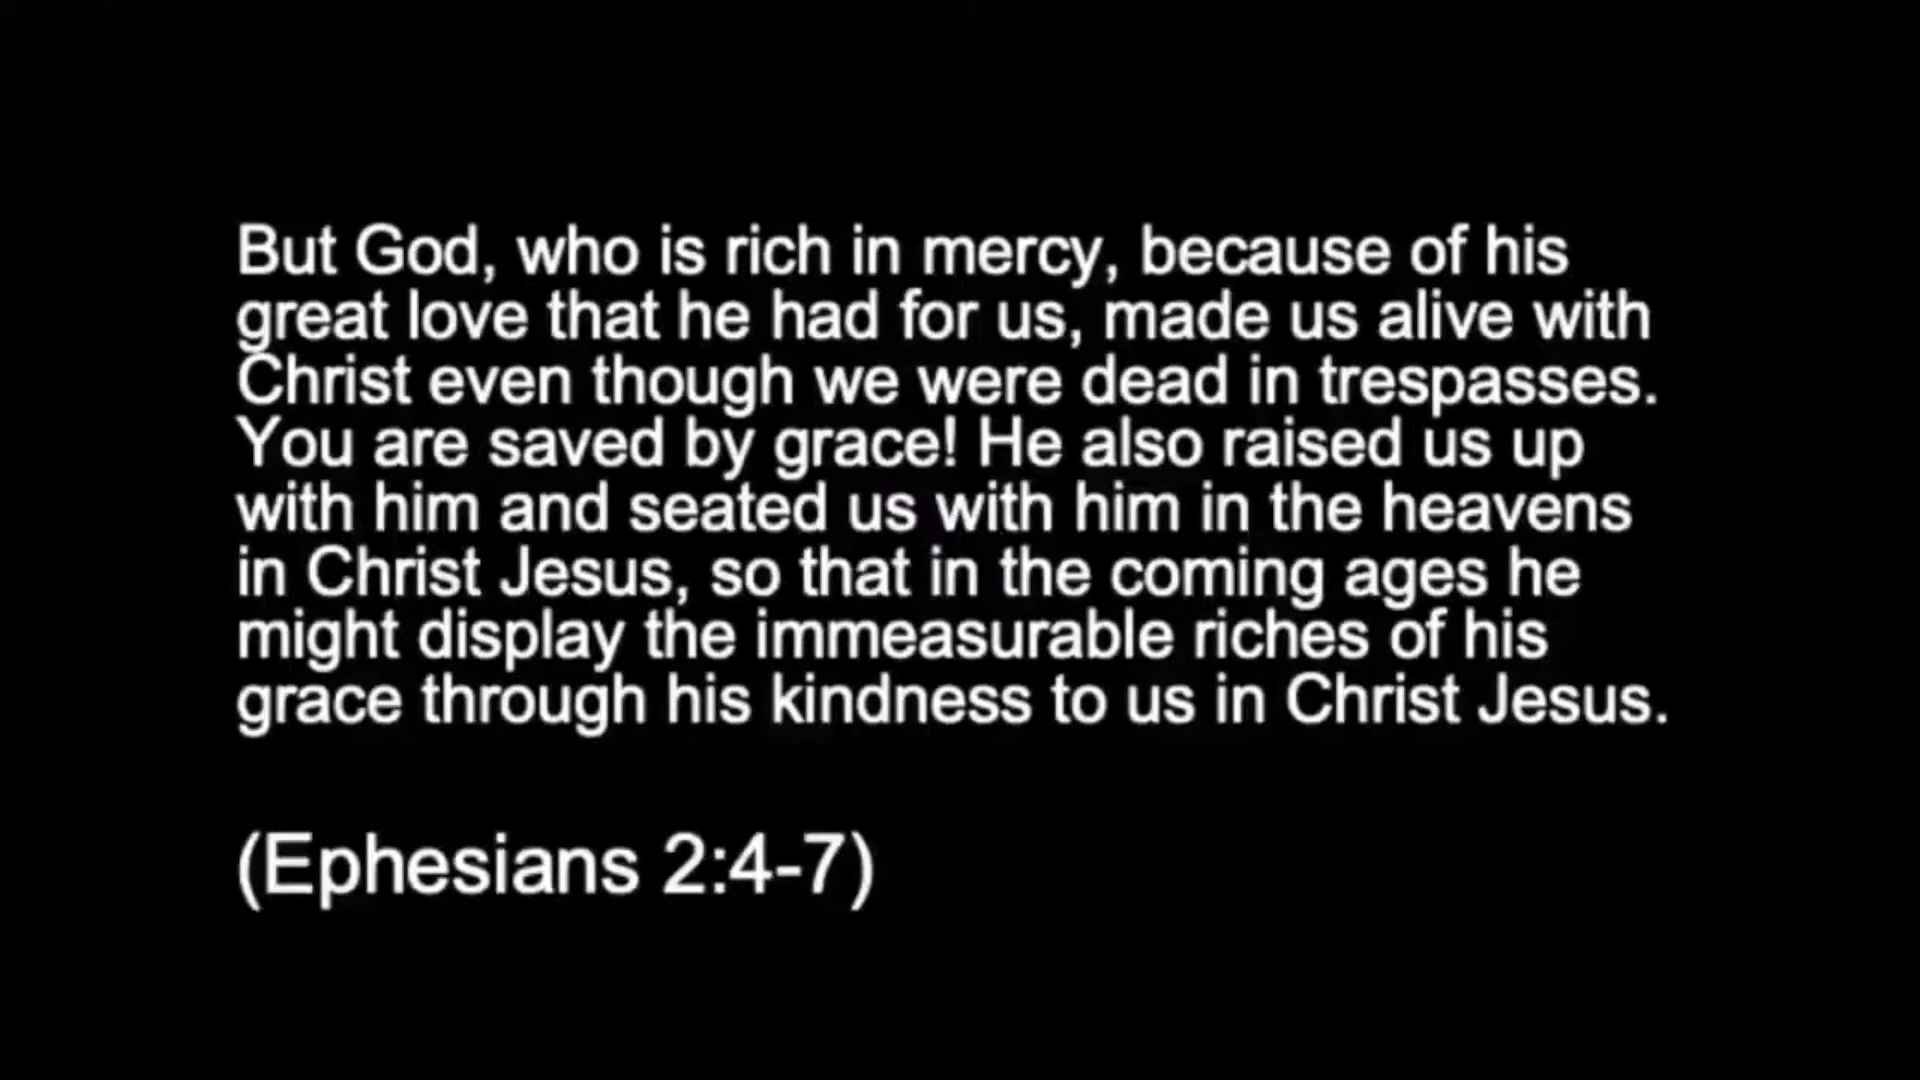 But God, who is rich in mercy, because of his
great love that he had for us, made us alive with
Christ even though we were dead in trespasses.
You are saved by grace! He also raised us up
with him and seated us with him in the heavens
in Christ Jesus, so that in the coming ages he
might display the immeasurable riches of his
grace through his kindness to us in Christ Jesus.
(Ephesians 2:4-7)